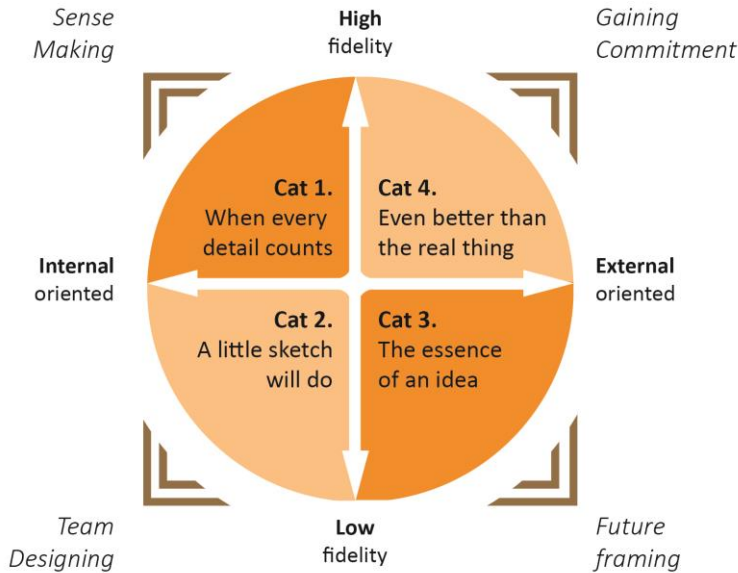 Sense
Making
High
fidelity
Gaining
Commitment
Cat 1.
When every
detail counts
Cat 4.
Even better than
the real thing
Internal
oriented
External
oriented
Cat 2.
A little sketch
will do
Cat 3.
The essence
of an idea
Team
Designing
Low
fidelity
Future
framing